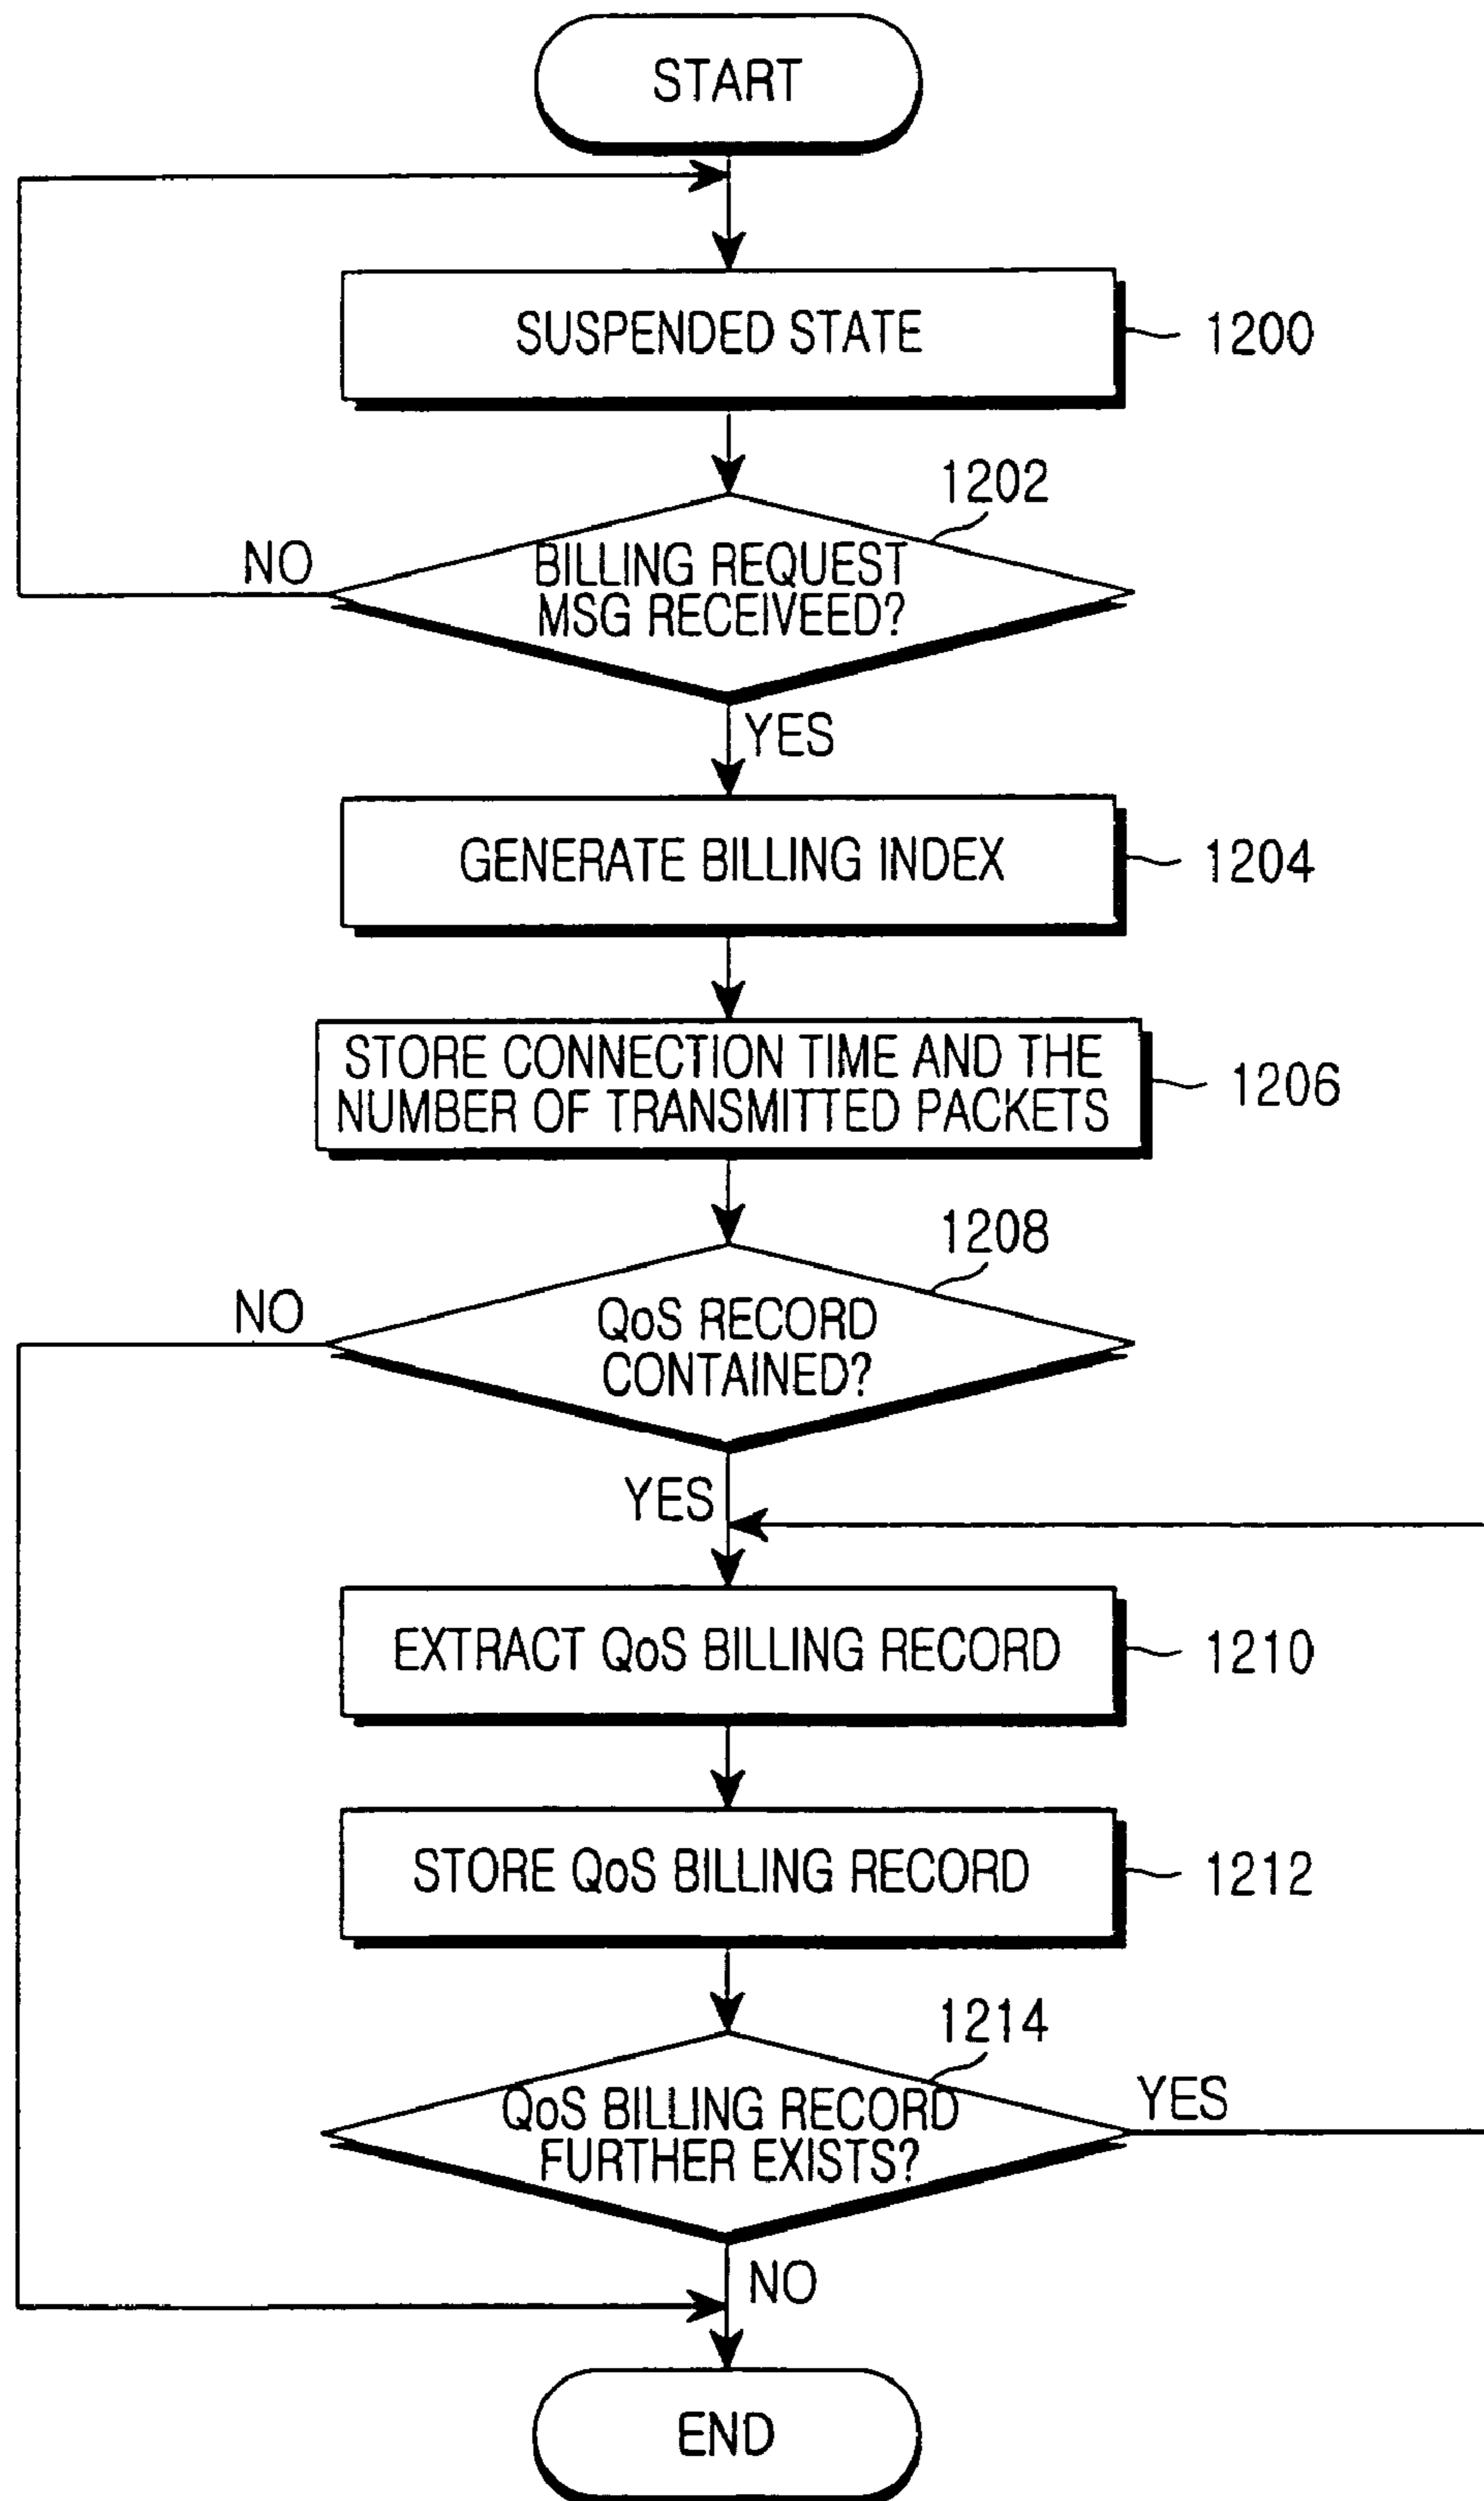 START
SUSPENDED STATE
1200
1202
BILLING REQUEST
MSG RECEIVEED?
NO
YES
GENERATE BILLING INDEX
1204
STORE CONNECTION TIME AND THE
NUMBER OF TRANSMITTED PACKETS
1206
1208
QoS RECORD
CONTAINED?
NO
YES
EXTRACT QoS BILLING RECORD
1210
STORE QoS BILLING RECORD
1212
1214
QoS BILLING RECORD
FURTHER EXISTS?
YES
NO
END